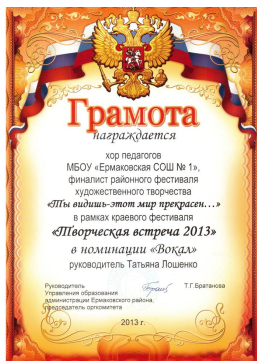 Грамота
награждается
хор педагогов
МБОУ «Ермаковская СОШ № 1»,
финалист районного фестиваля
художественного творчества
«Ты видишь-этот мир прекрасен...»
в рамках краевого фестиваля
«Творческая встреча 2013»
в номинации «Вокал»
руководитель Татьяна Лошенко
Руководитель
Управления образования
администрации Ермаковского района,
председатель оргкомитета
Т.Г.Братанова
2013 г.